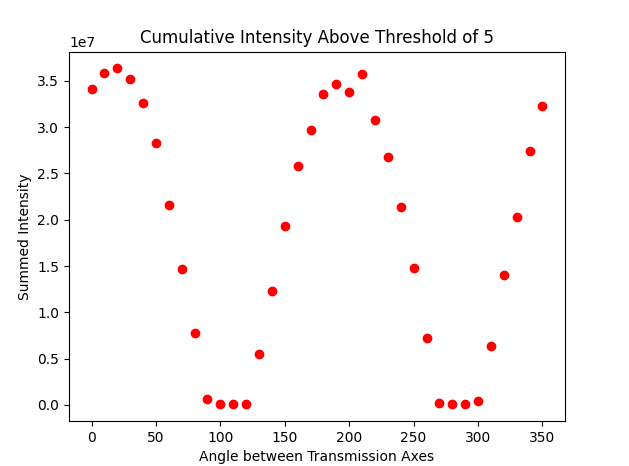 Cumulative Intensity Above Threshold of 5
1e7
3.5
3.0
2.5
2.0
1.5
1.0
0.5
0.0
Summed Intensity
0 50 100 150 200 250 300 350
Angle between Transmission Axes